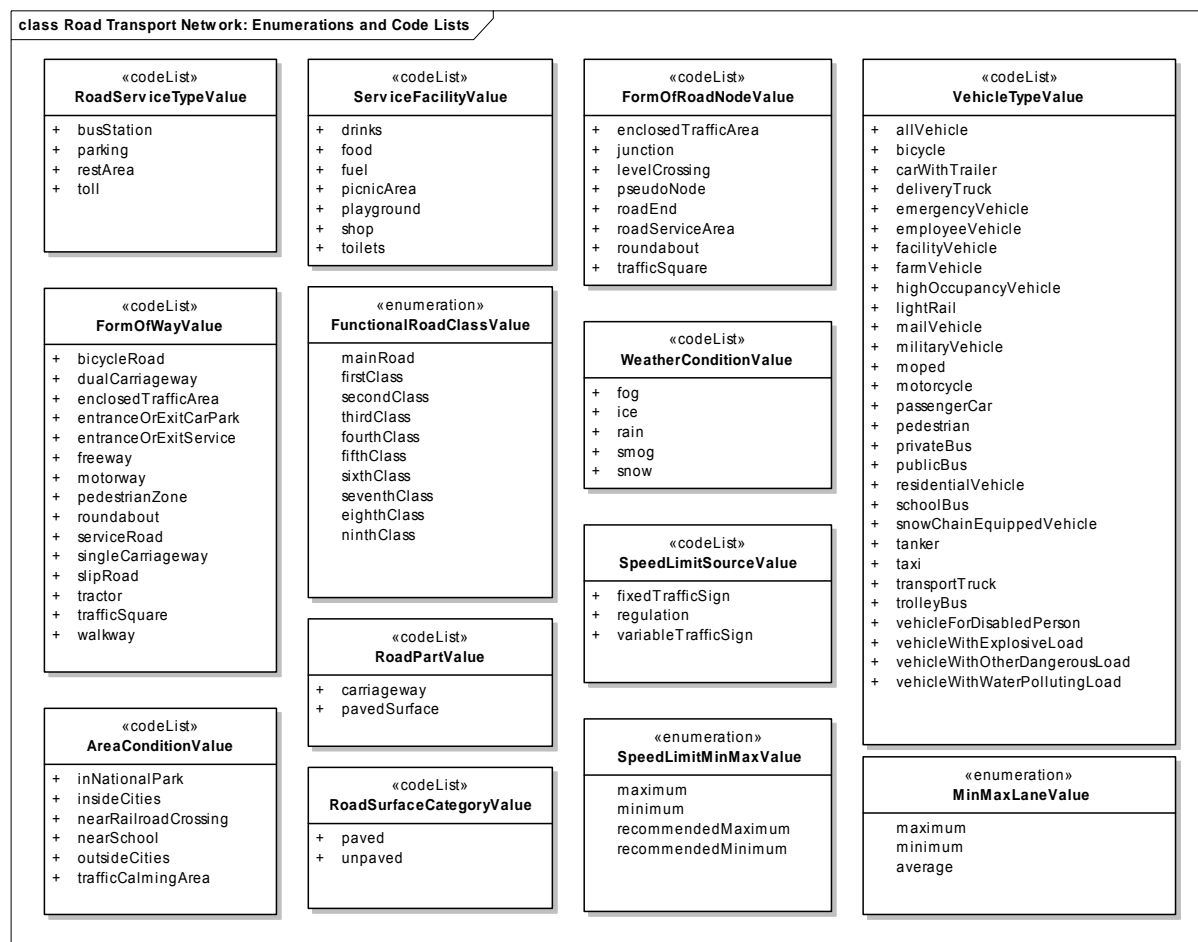 class Road Transport Network: Enumerations and Code Lists
«codeList»
RoadServiceTypeValue
+ busStation
+ parking
+ restArea
+ toll
«codeList»
ServiceFacilityValue
+ drinks
+ food
+ fuel
+ picnicArea
+ playground
+ shop
+ toilets
«codeList»
FormOfRoadNodeValue
+ enclosedTrafficArea
+ junction
+ levelCrossing
+ pseudoNode
+ roadEnd
+ roadServiceArea
+ roundabout
+ trafficSquare
«codeList»
VehicleTypeValue
+ allVehicle
+ bicycle
+ carWithTrailer
+ deliveryTruck
+ emergencyVehicle
+ employeeVehicle
+ facilityVehicle
+ farmVehicle
+ highOccupancyVehicle
+ lightRail
+ mailVehicle
+ militaryVehicle
+ moped
+ motorcycle
+ passengerCar
+ pedestrian
+ privateBus
+ publicBus
+ residentialVehicle
+ schoolBus
+ snowChainEquippedVehicle
+ tanker
+ taxi
+ transportTruck
+ trolleyBus
+ vehicleForDisabledPerson
+ vehicleWithExplosiveLoad
+ vehicleWithOtherDangerousLoad
+ vehicleWithWaterPollutingLoad
«codeList»
FormOfWayValue
+ bicycleRoad
+ dualCarriageway
+ enclosedTrafficArea
+ entranceOrExitCarPark
+ entranceOrExitService
+ freeway
+ motorway
+ pedestrianZone
+ roundabout
+ serviceRoad
+ singleCarriageway
+ slipRoad
+ tractor
+ trafficSquare
+ walkway
«enumeration»
FunctionalRoadClassValue
mainRoad
firstClass
secondClass
thirdClass
fourthClass
fifthClass
sixthClass
seventhClass
eighthClass
ninthClass
«codeList»
WeatherConditionValue
+ fog
+ ice
+ rain
+ smog
+ snow
«codeList»
SpeedLimitSourceValue
+ fixedTrafficSign
+ regulation
+ variableTrafficSign
«codeList»
RoadPartValue
+ carriageway
+ pavedSurface
«codeList»
AreaConditionValue
+ inNationalPark
+ insideCities
+ nearRailroadCrossing
+ nearSchool
+ outsideCities
+ trafficCalmingArea
«codeList»
RoadSurfaceCategoryValue
+ paved
+ unpaved
«enumeration»
SpeedLimitMinMaxValue
maximum
minimum
recommendedMaximum
recommendedMinimum
«enumeration»
MinMaxLaneValue
maximum
minimum
average